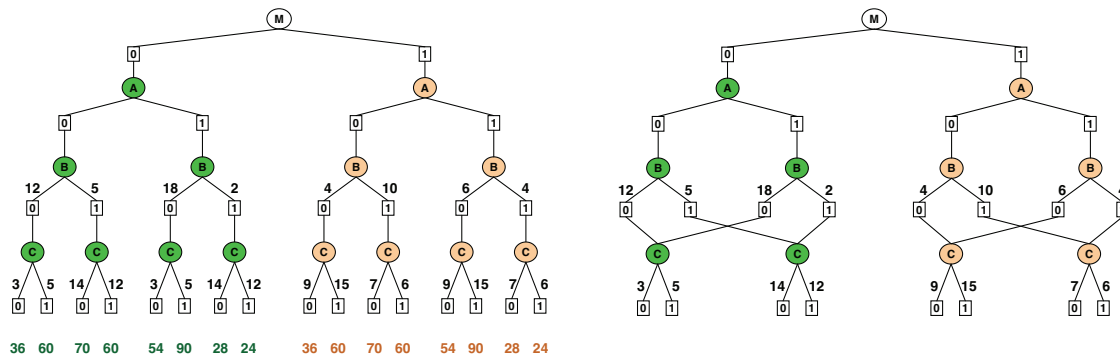 M M
0 1 0 1
A A A A
0 1 0 1 0 1 0 1
B B B B B B B B
12 5 18 2 4 10 6 4 12 5 18 2 4 10 6
0 1 0 1 0 1 0 1 0 1 0 1 0 1 0 1
C C C C C C C C C C C C
3 5 14 12 3 5 14 12 9 15 7 6 9 15 7 6 3 5 14 12 9 15 7 6
0 1 0 1 0 1 0 1 0 1 0 1 0 1 0 1 0 1 0 1 0 1 0 1
36 60 70 60 54 90 28 24 36 60 70 60 54 90 28 24